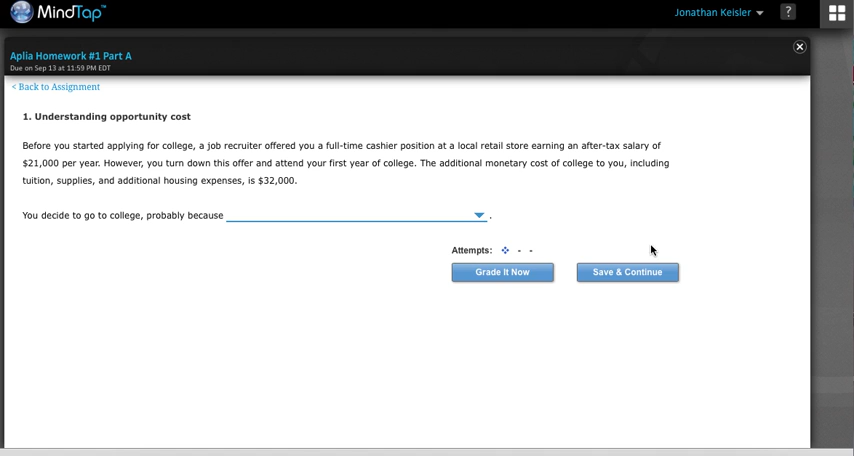 MindTap™
Jonathan Keisler
?
Aplia Homework #1 Part A
Due on Sep 13 at 11:59 PM EDT
< Back to Assignment
1. Understanding opportunity cost
Before you started applying for college, a job recruiter offered you a full-time cashier position at a local retail store earning an after-tax salary of
$21,000 per year. However, you turn down this offer and attend your first year of college. The additional monetary cost of college to you, including
tuition, supplies, and additional housing expenses, is $32,000.
You decide to go to college, probably because .
Attempts: - -
Grade It Now Save & Continue